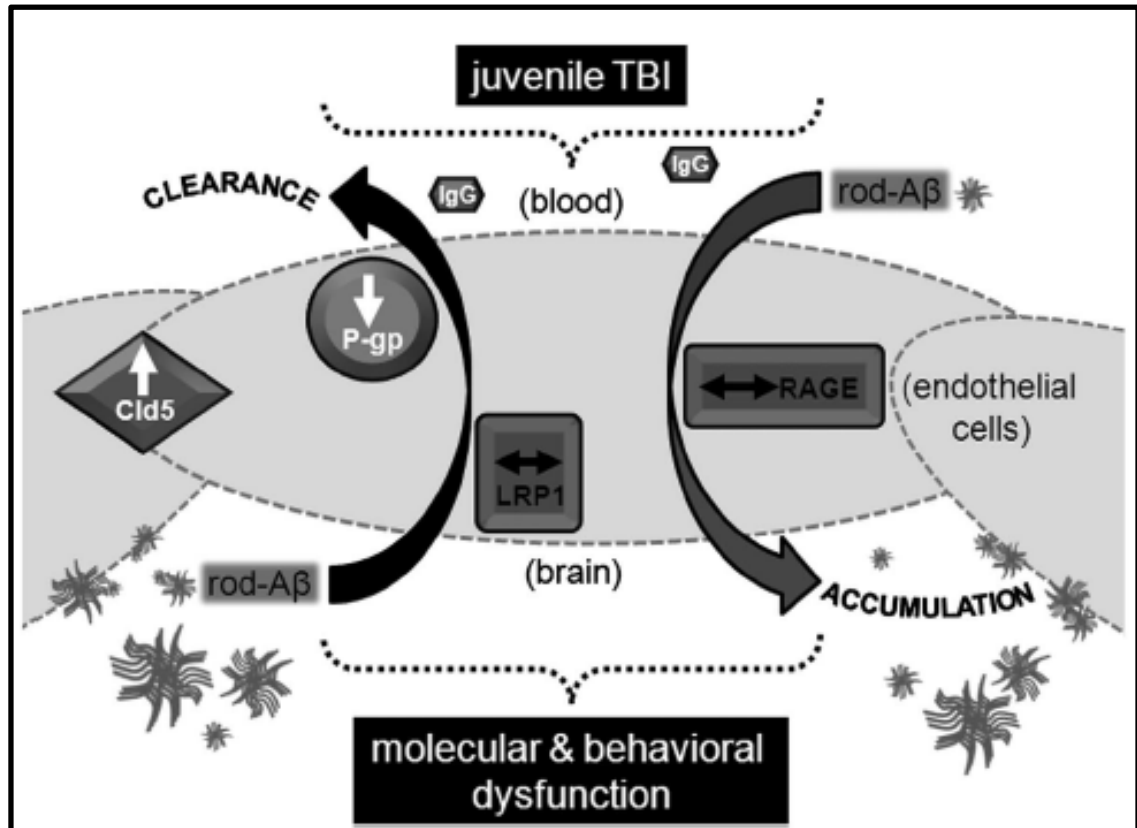 juvenile TBI
CLEARANCE
IgG
IgG
(blood)
rod-Aβ
P-gp
Cld5
RAGE
(endothelial
cells)
LRP1
rod-Aβ
(brain)
ACCUMULATION
molecular & behavioral
dysfunction